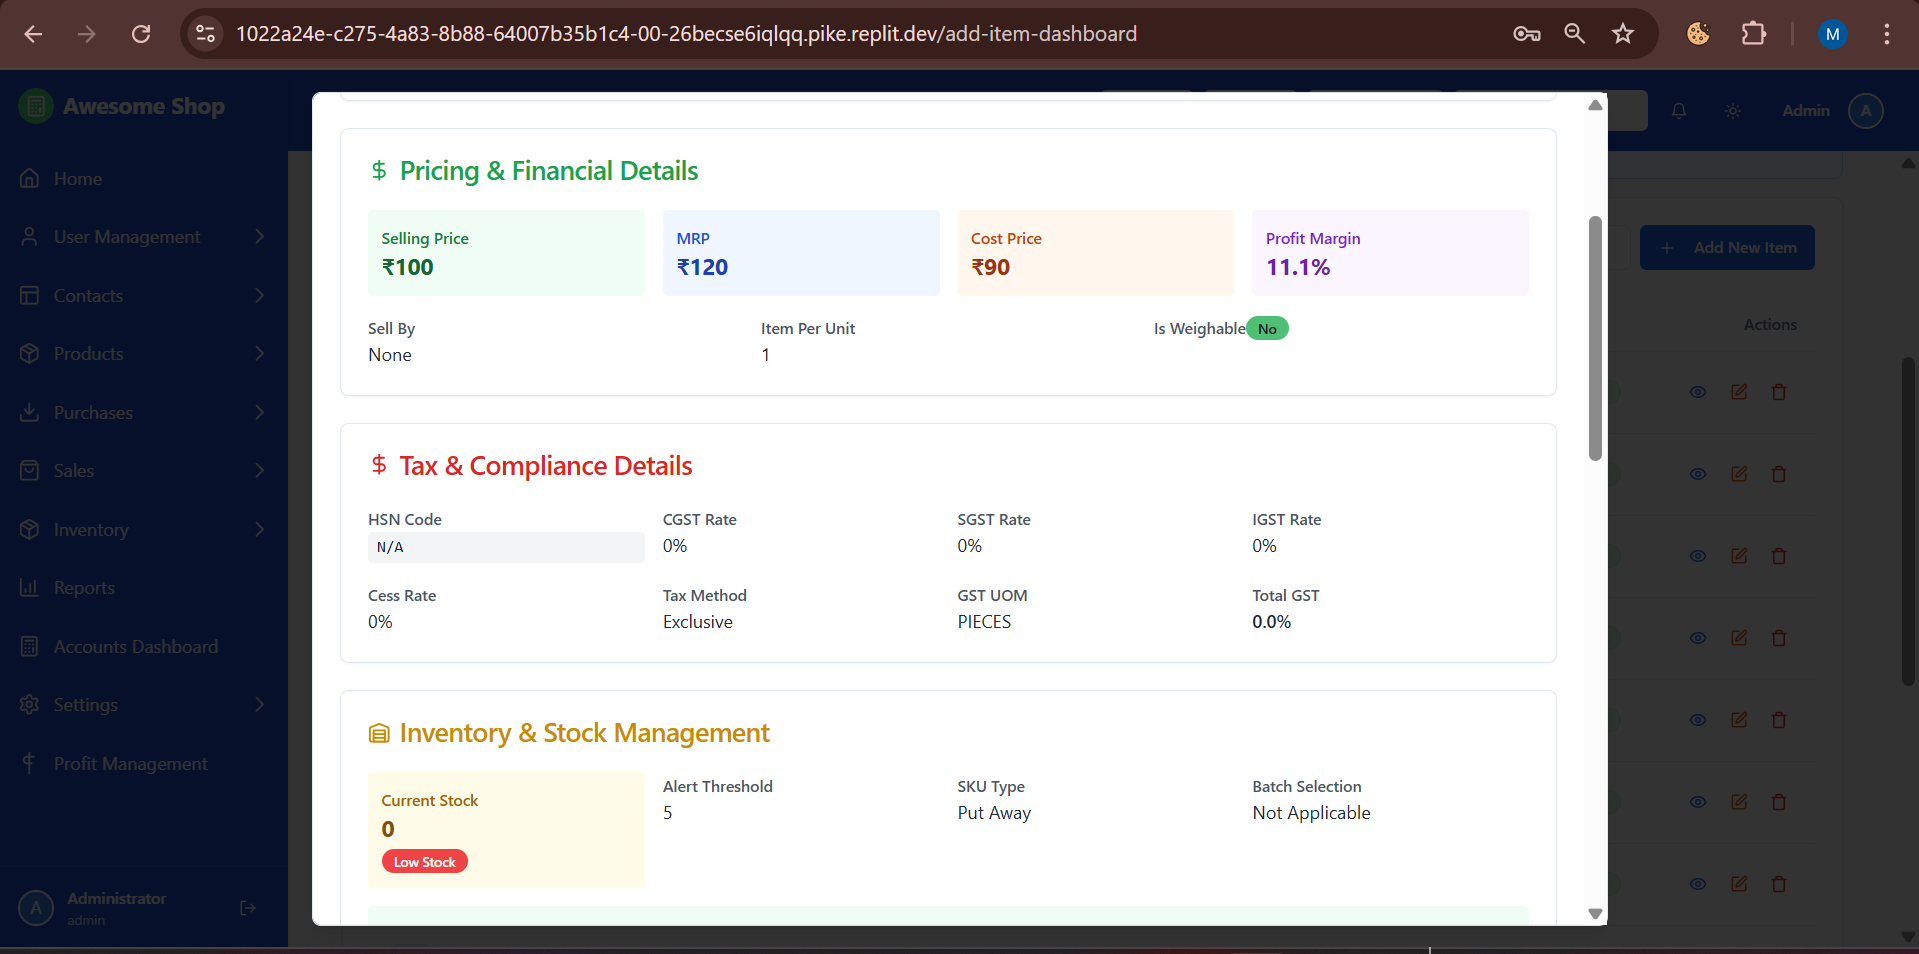 1022a24e-c275-4a83-8b88-64007b35b1c4-00-26becse6iqlqq.pike.replit.dev/add-item-dashboard
M
Awesome Shop
Admin
A
Home
User Management
Contacts
Products
Purchases
Sales
Inventory
Reports
Accounts Dashboard
Settings
Profit Management
A
Administrator
admin
Add New Item
Actions
$ Pricing & Financial Details
Selling Price
₹100
MRP
₹120
Cost Price
₹90
Profit Margin
11.1%
Sell By
None
Item Per Unit
1
Is Weighable No
$ Tax & Compliance Details
HSN Code
N/A
CGST Rate
0%
SGST Rate
0%
IGST Rate
0%
Cess Rate
0%
Tax Method
Exclusive
GST UOM
PIECES
Total GST
0.0%
Inventory & Stock Management
Current Stock
0
Low Stock
Alert Threshold
5
SKU Type
Put Away
Batch Selection
Not Applicable